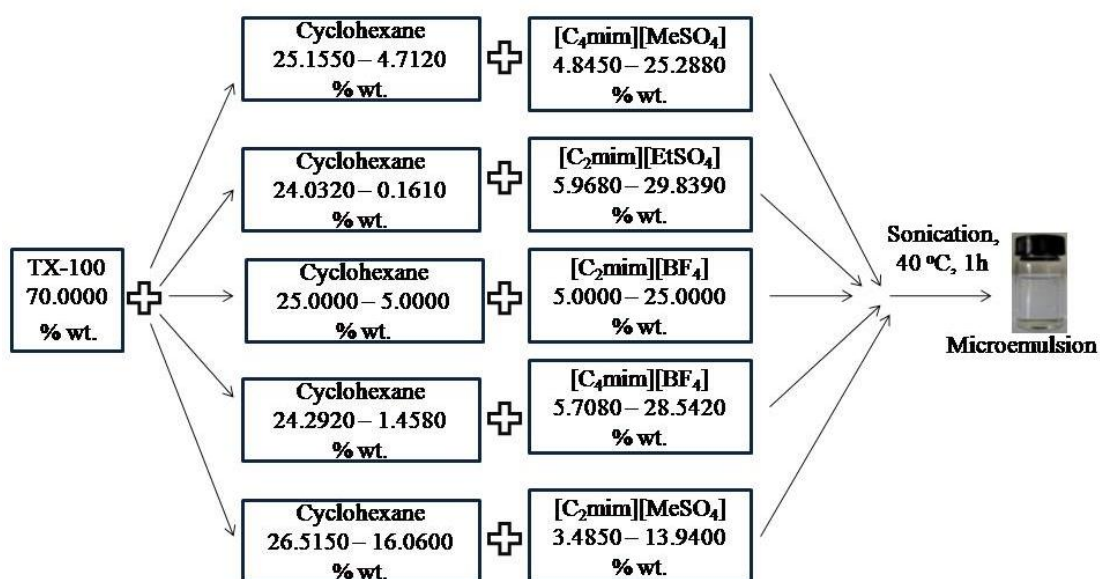 Cyclohexane
25.1550 – 4.7120
% wt.
[C₄mim][MeSO₄]
4.8450 – 25.2880
% wt.
Cyclohexane
24.0320 – 0.1610
% wt.
[C₂mim][EtSO₄]
5.9680 – 29.8390
% wt.
TX-100
70.0000
% wt.
Cyclohexane
25.0000 – 5.0000
% wt.
[C₂mim][BF₄]
5.0000 – 25.0000
% wt.
Cyclohexane
24.2920 – 1.4580
% wt.
[C₄mim][BF₄]
5.7080 – 28.5420
% wt.
Cyclohexane
26.5150 – 16.0600
% wt.
[C₂mim][MeSO₄]
3.4850 – 13.9400
% wt.
Sonication,
40 ⁰C, 1h
Microemulsion